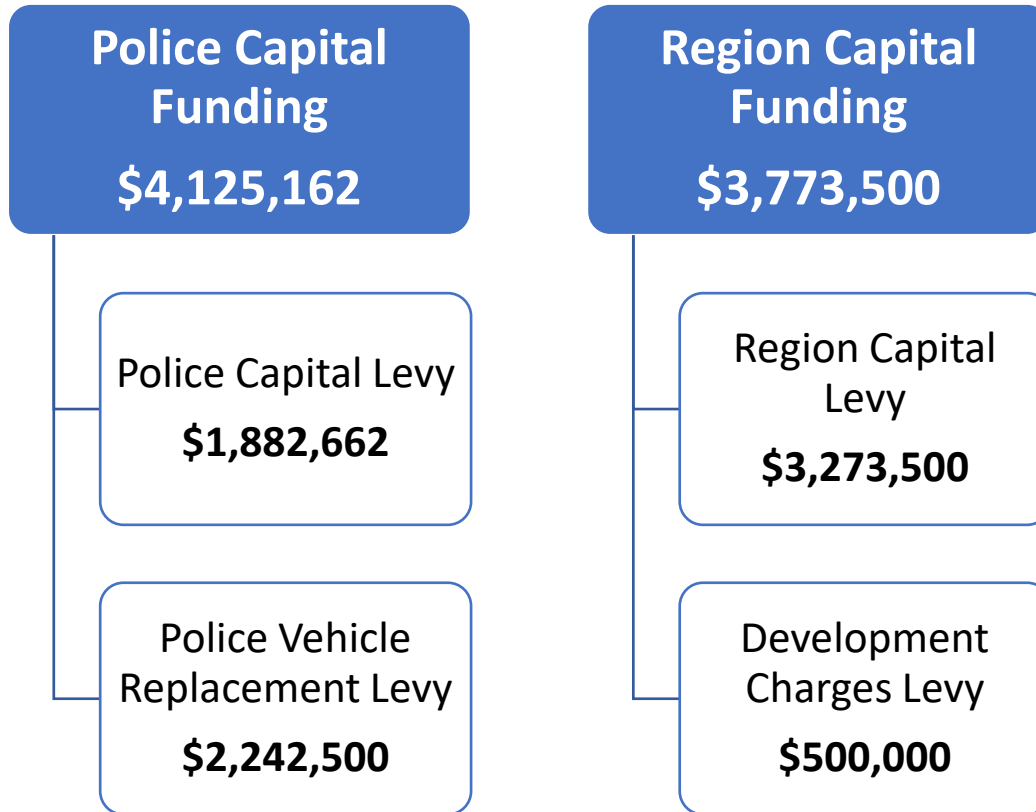 Police Capital
Funding
$4,125,162
Police Capital Levy
$1,882,662
Police Vehicle
Replacement Levy
$2,242,500
Region Capital
Funding
$3,773,500
Region Capital
Levy
$3,273,500
Development
Charges Levy
$500,000